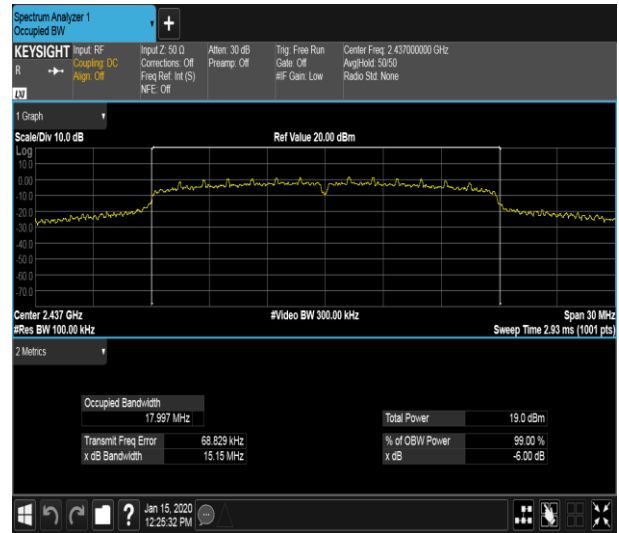 Spectrum Analyzer 1
Occupied BW
+
KEYSIGHT
R
LXI
Input: RF
Coupling: DC
Align: Off
Input Z: 50 Ω
Corrections: Off
Freq Ref: Int (S)
NFE: Off
Atten: 30 dB
Preamp: Off
Trig: Free Run
Gate: Off
#IF Gain: Low
Center Freq: 2.437000000 GHz
Avg|Hold: 50/50
Radio Std: None
1 Graph
Scale/Div 10.0 dB
Ref Value 20.00 dBm
Log
10.0
0.00
-10.0
-20.0
-30.0
-40.0
-50.0
-60.0
-70.0
Center 2.437 GHz
#Video BW 300.00 kHz
Span 30 MHz
#Res BW 100.00 kHz
Sweep Time 2.93 ms (1001 pts)
2 Metrics
Occupied Bandwidth
17.997 MHz
Total Power 19.0 dBm
Transmit Freq Error 68.829 kHz
% of OBW Power 99.00 %
x dB Bandwidth 15.15 MHz
x dB -6.00 dB
?
Jan 15, 2020
12:25:32 PM